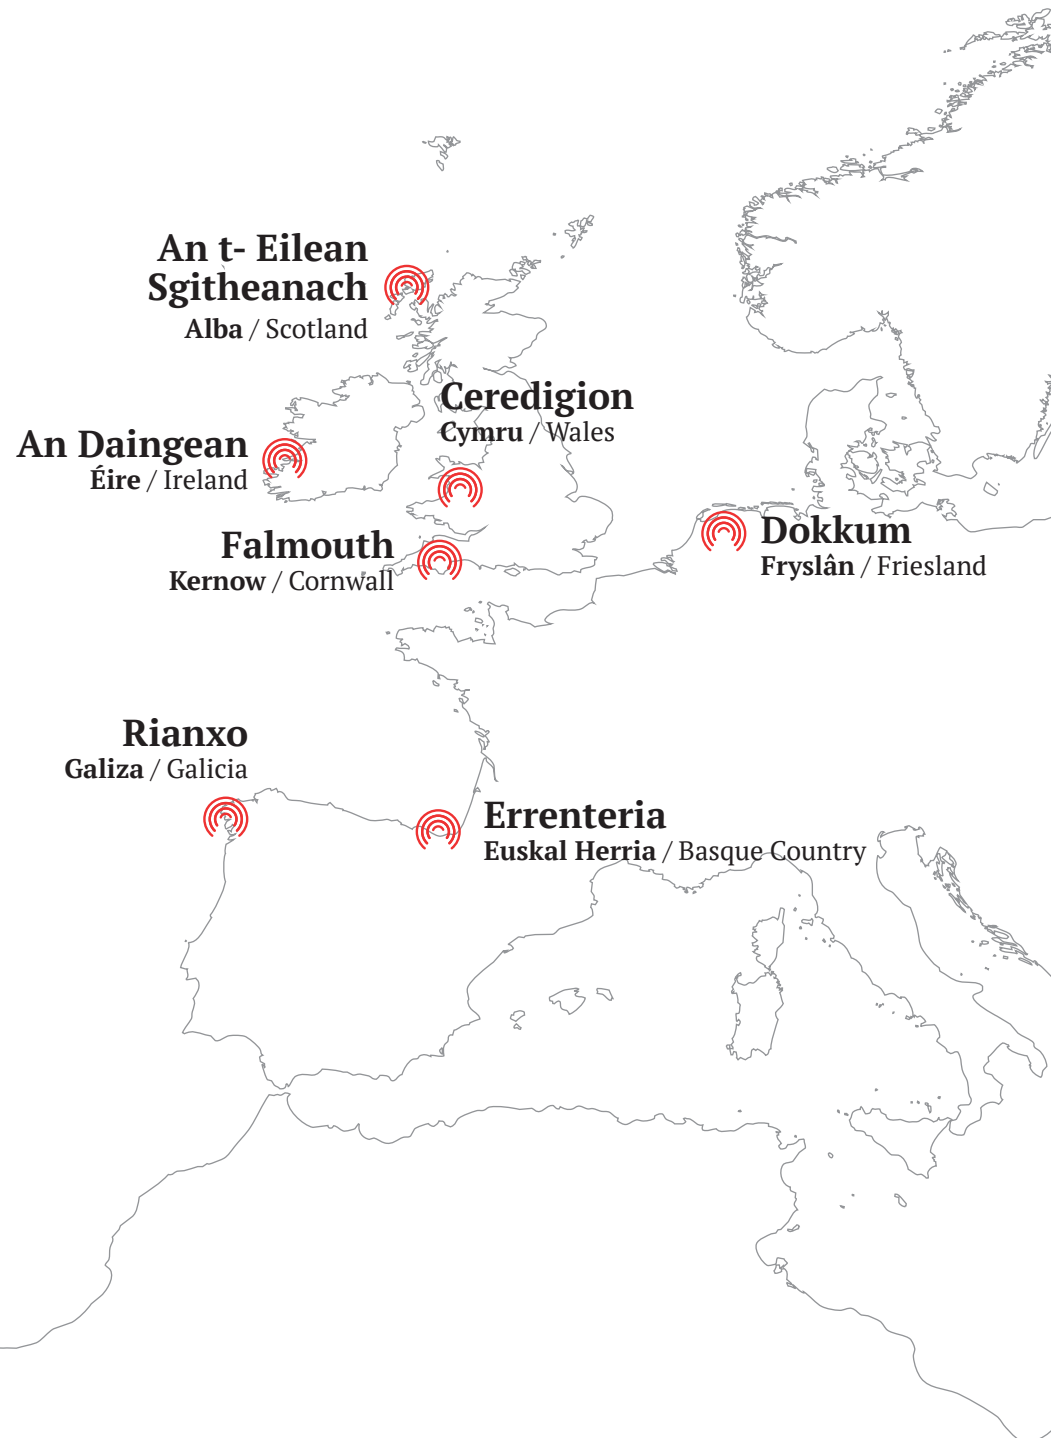 An t- Eilean
Sgitheanach
Alba / Scotland
Ceredigion
Cymru / Wales
An Daingean
Éire / Ireland
Falmouth
Kernow / Cornwall
Dokkum
Fryslân / Friesland
Rianxo
Galiza / Galicia
Errenteria
Euskal Herria / Basque Country